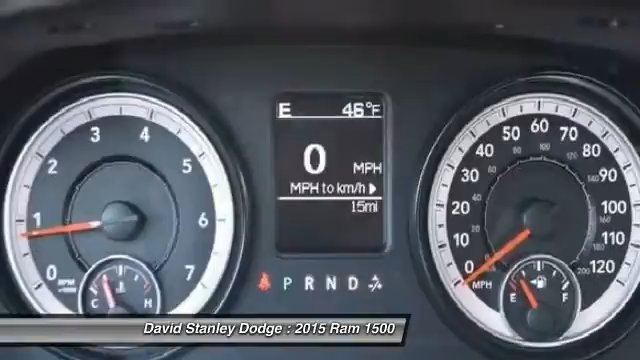 E 46°F
0 MPH
MPH to km/h
15mi
P R N D
0 1 2 3 4 5 6 7
RPM
C H
0 10 20 30 40 50 60 70 80 90 100 110 120
MPH
E F
David Stanley Dodge : 2015 Ram 1500